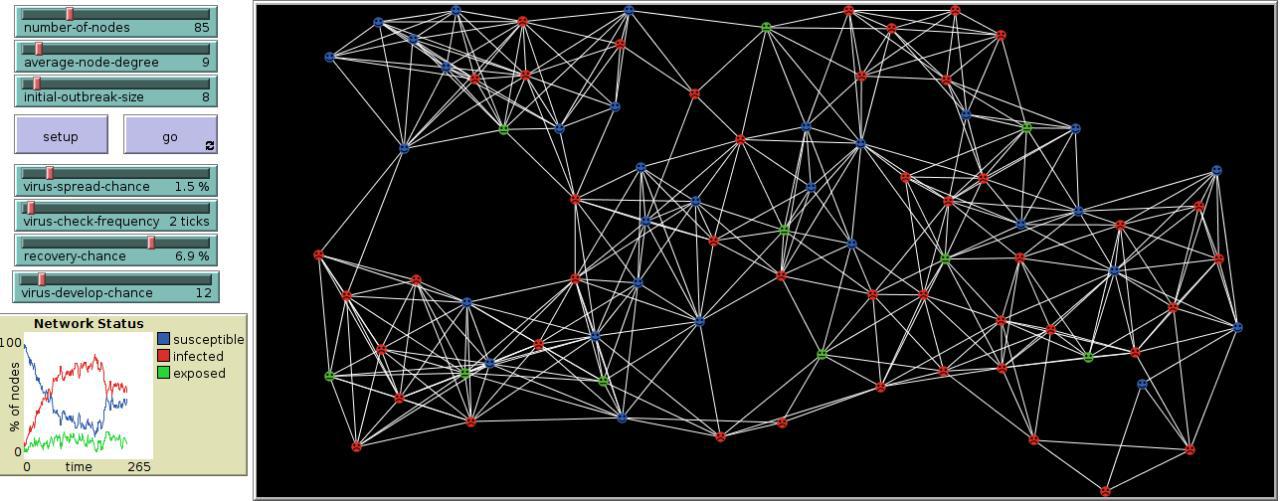 number-of-nodes 85
average-node-degree 9
initial-outbreak-size 8
setup go
virus-spread-chance 1.5 %
virus-check-frequency 2 ticks
recovery-chance 6.9 %
virus-develop-chance 12
Network Status
100
% of nodes
0
0 time 265
susceptible
infected
exposed